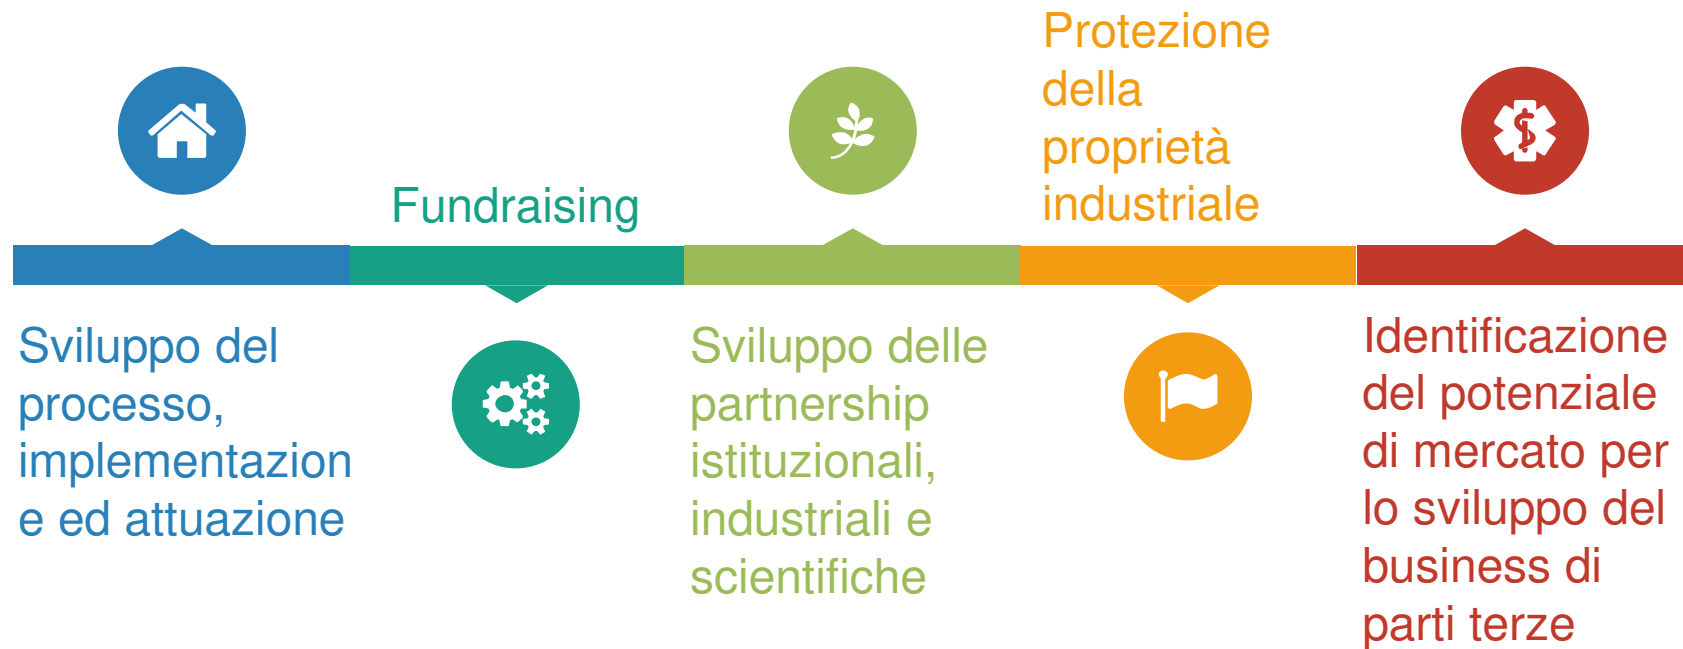 Sviluppo del
processo,
implementazion
e ed attuazione
Fundraising
Sviluppo delle
partnership
istituzionali,
industriali e
scientifiche
Protezione
della
proprietà
industriale
Identificazione
del potenziale
di mercato per
lo sviluppo del
business di
parti terze